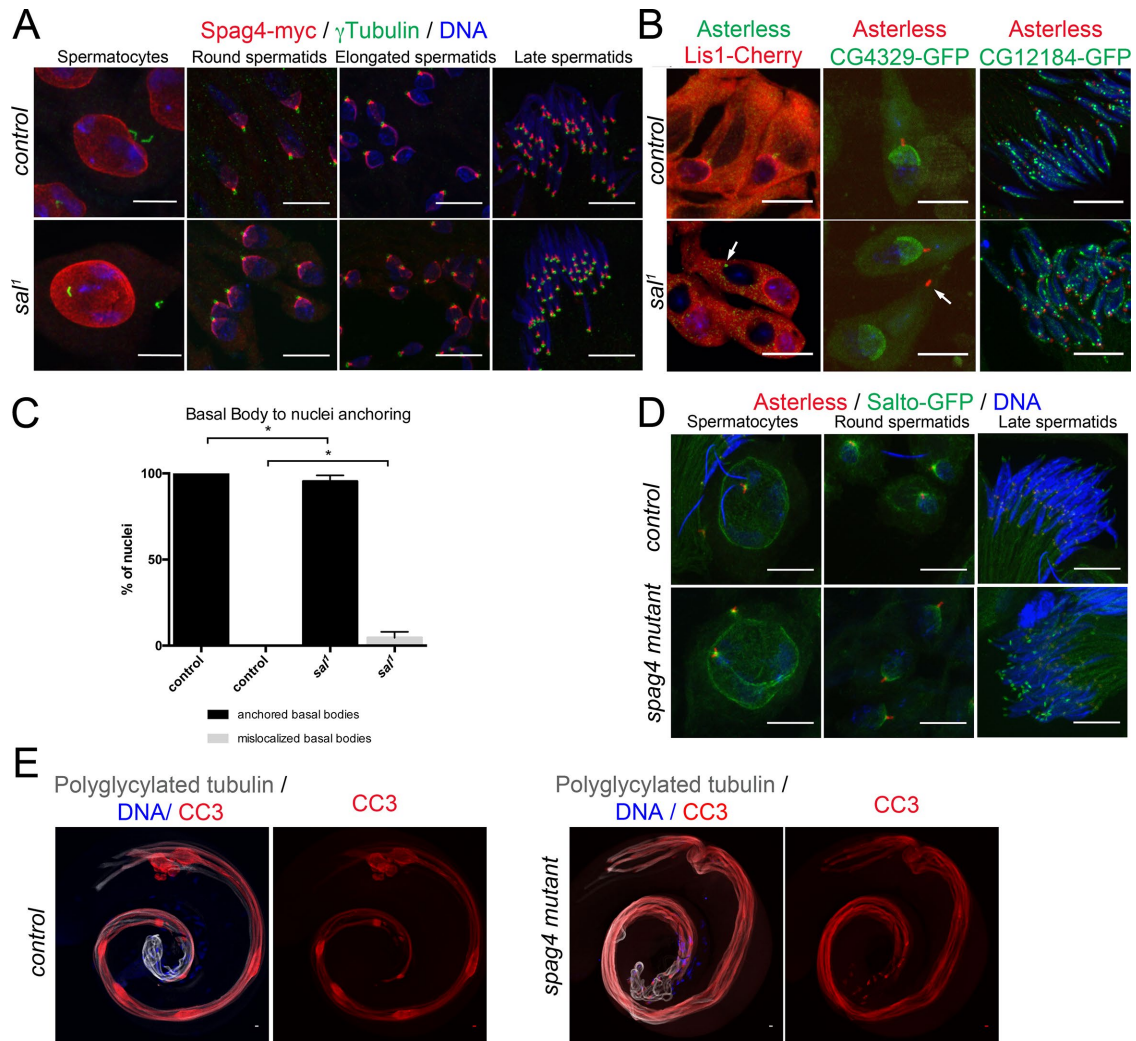 A
Spag4-myc / γTubulin / DNA
Spermatocytes
Round spermatids
Elongated spermatids
Late spermatids
control
sal¹
B
Asterless
Lis1-Cherry
Asterless
CG4329-GFP
Asterless
CG12184-GFP
control
sal¹
C
Basal Body to nuclei anchoring
*
*
% of nuclei
100
50
0
control
control
sal¹
sal¹
anchored basal bodies
mislocalized basal bodies
D
Asterless / Salto-GFP / DNA
Spermatocytes
Round spermatids
Late spermatids
control
spag4 mutant
E
Polyglycylated tubulin /
DNA/ CC3
CC3
control
Polyglycylated tubulin /
DNA / CC3
CC3
spag4 mutant